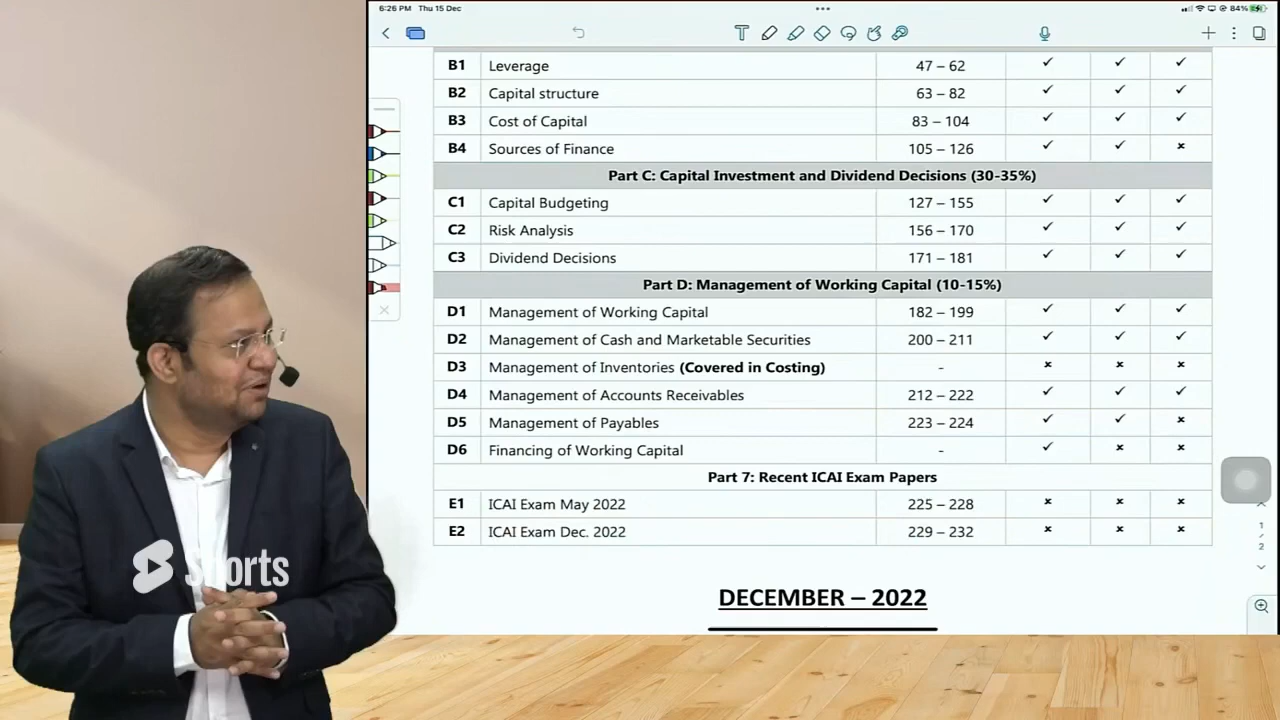 6:26 PM Thu 15 Dec
84%
B1 Leverage 47 – 62 ✓ ✓ ✓
B2 Capital structure 63 – 82 ✓ ✓ ✓
B3 Cost of Capital 83 – 104 ✓ ✓ ✓
B4 Sources of Finance 105 – 126 ✓ ✓ ×
Part C: Capital Investment and Dividend Decisions (30-35%)
C1 Capital Budgeting 127 – 155 ✓ ✓ ✓
C2 Risk Analysis 156 – 170 ✓ ✓ ✓
C3 Dividend Decisions 171 – 181 ✓ ✓ ✓
Part D: Management of Working Capital (10-15%)
D1 Management of Working Capital 182 – 199 ✓ ✓ ✓
D2 Management of Cash and Marketable Securities 200 – 211 ✓ ✓ ✓
D3 Management of Inventories (Covered in Costing) - × × ×
D4 Management of Accounts Receivables 212 – 222 ✓ ✓ ✓
D5 Management of Payables 223 – 224 ✓ ✓ ×
D6 Financing of Working Capital - ✓ × ×
Part 7: Recent ICAI Exam Papers
E1 ICAI Exam May 2022 225 – 228 × × ×
E2 ICAI Exam Dec. 2022 229 – 232 × × ×
1
/
2
DECEMBER – 2022
Shorts